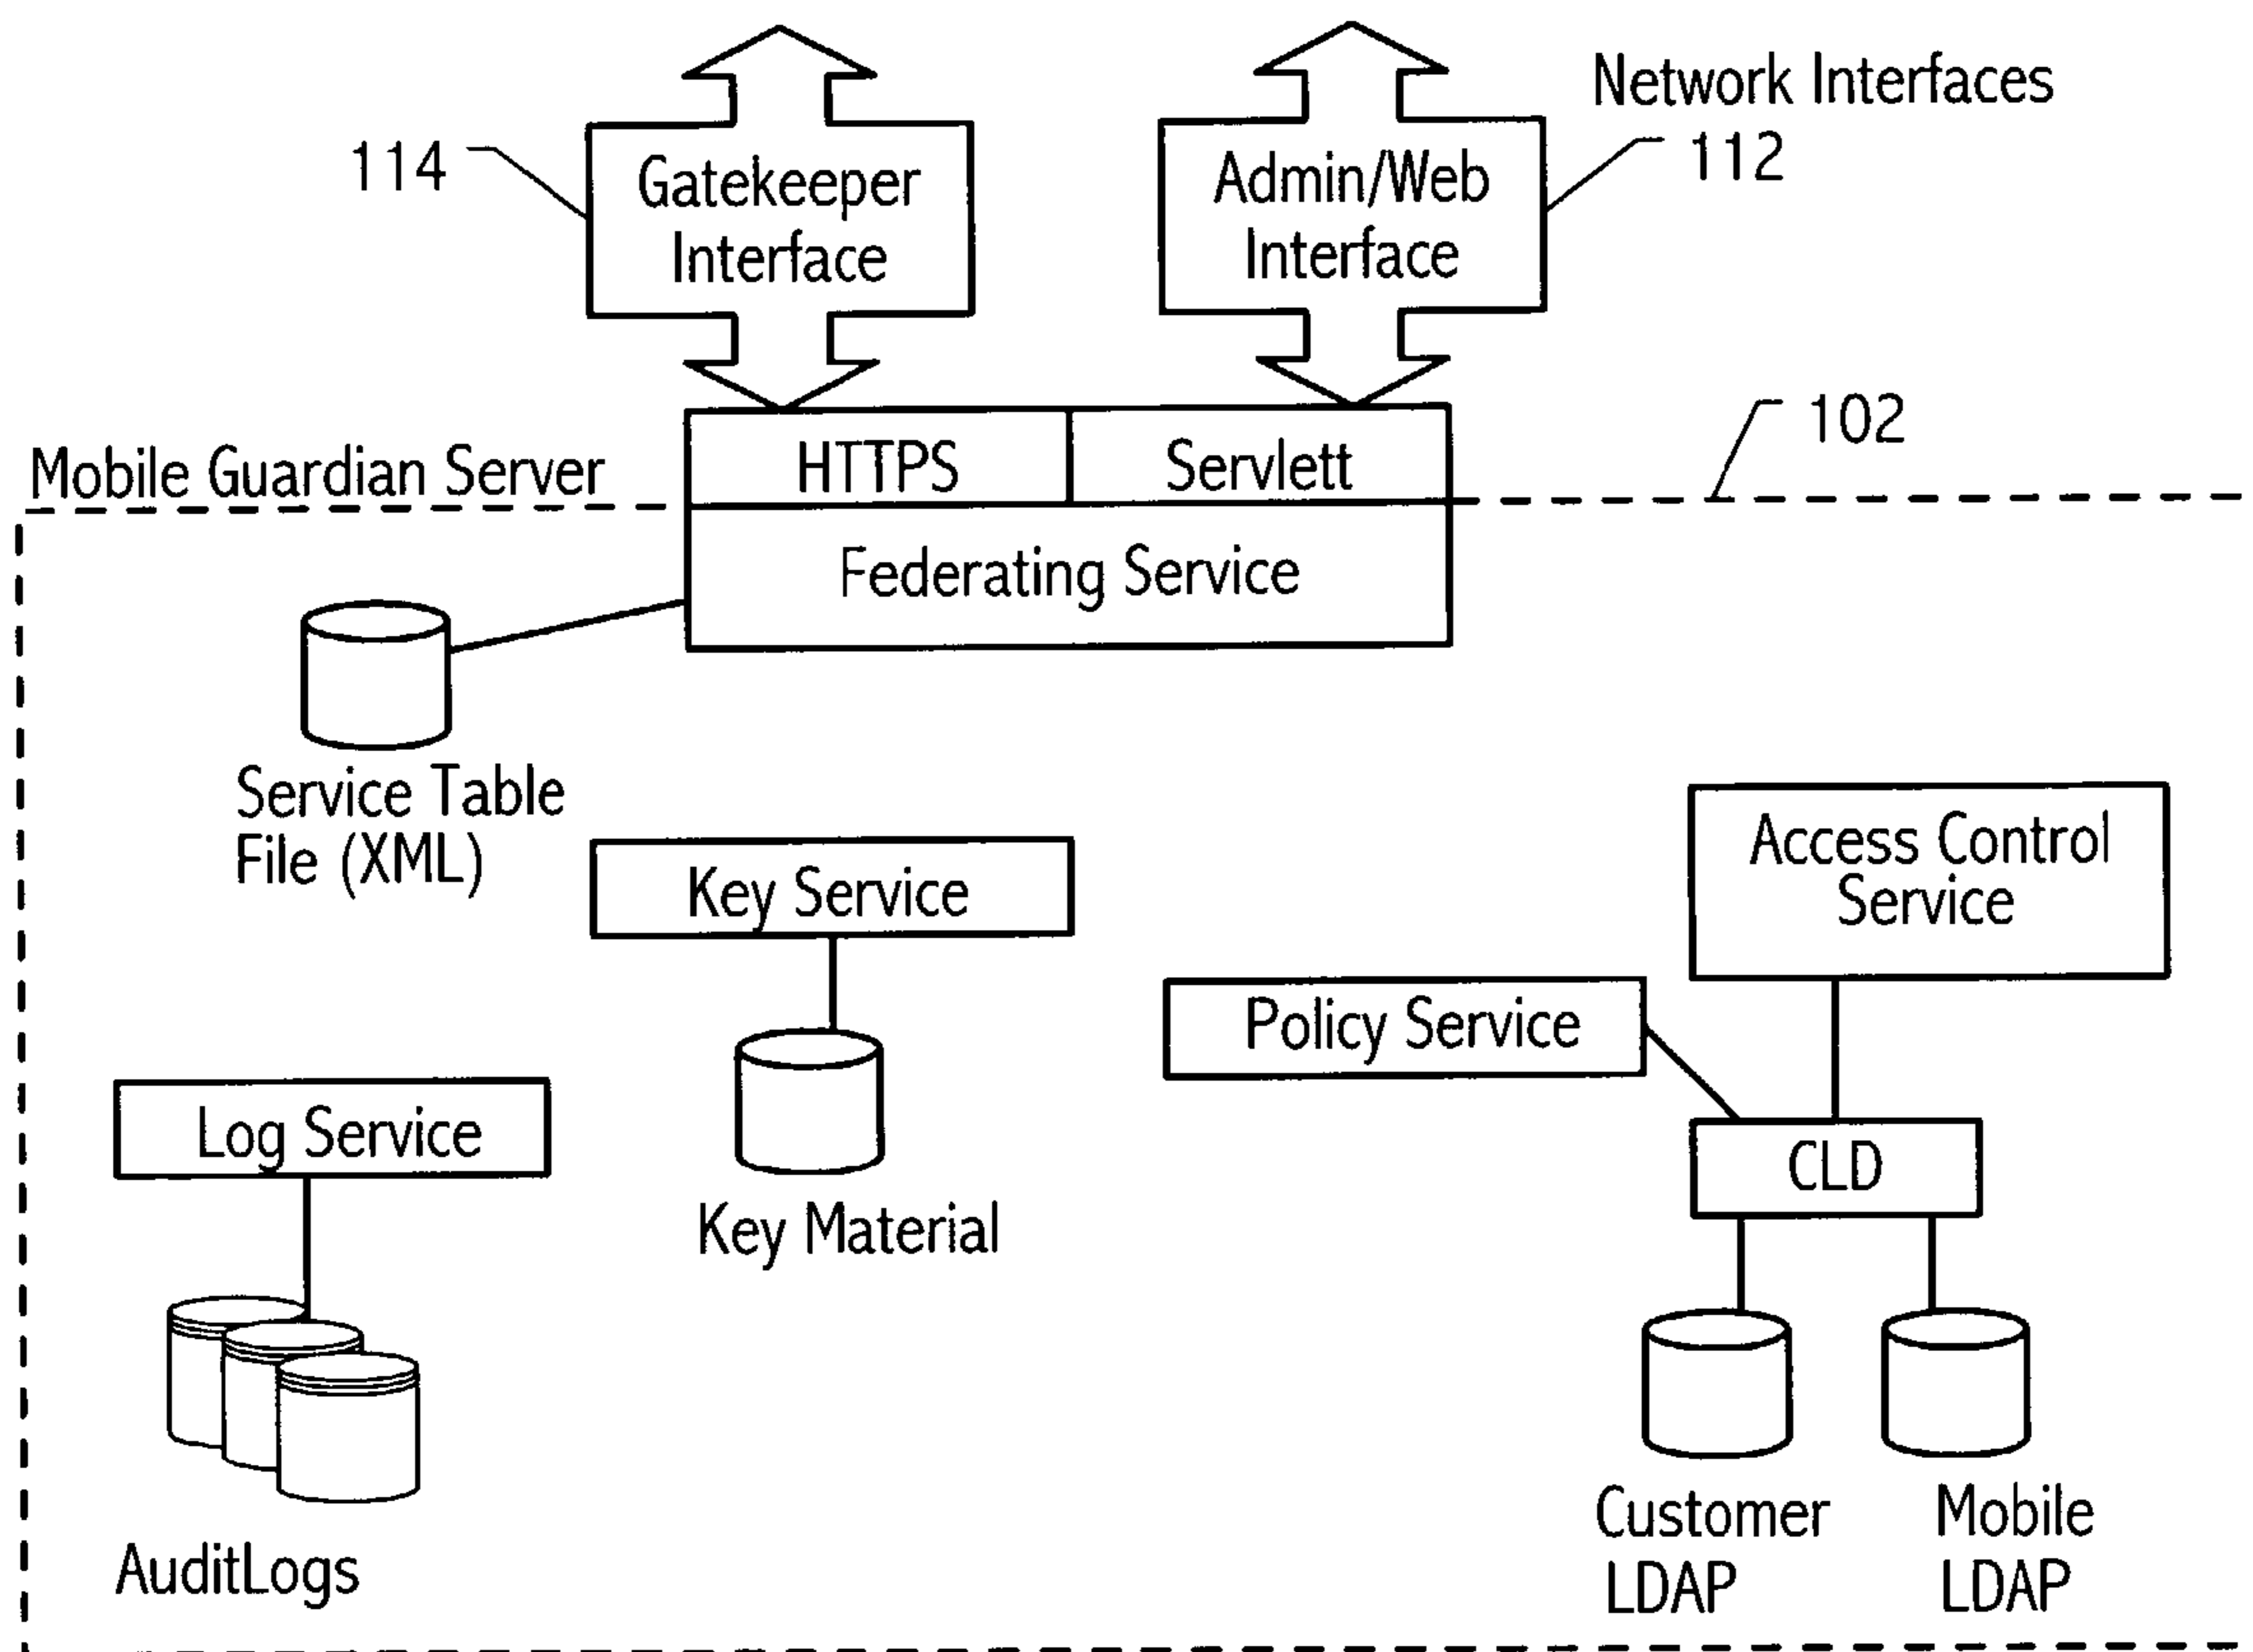 Network Interfaces
114
Gatekeeper
Interface
Admin/Web
Interface
112
102
Mobile Guardian Server
HTTPS
Servlett
Federating Service
Service Table
File (XML)
Key Service
Access Control
Service
Policy Service
Log Service
CLD
Key Material
AuditLogs
Customer
LDAP
Mobile
LDAP